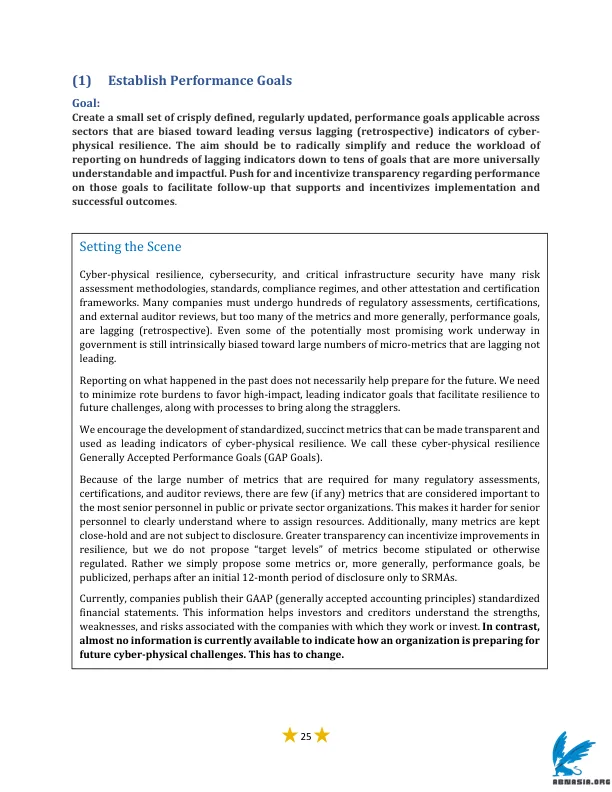 (1) Establish Performance Goals
Goal:
Create a small set of crisply defined, regularly updated, performance goals applicable across
sectors that are biased toward leading versus lagging (retrospective) indicators of cyber-
physical resilience. The aim should be to radically simplify and reduce the workload of
reporting on hundreds of lagging indicators down to tens of goals that are more universally
understandable and impactful. Push for and incentivize transparency regarding performance
on those goals to facilitate follow-up that supports and incentivizes implementation and
successful outcomes.
Setting the Scene
Cyber-physical resilience, cybersecurity, and critical infrastructure security have many risk
assessment methodologies, standards, compliance regimes, and other attestation and certification
frameworks. Many companies must undergo hundreds of regulatory assessments, certifications,
and external auditor reviews, but too many of the metrics and more generally, performance goals,
are lagging (retrospective). Even some of the potentially most promising work underway in
government is still intrinsically biased toward large numbers of micro-metrics that are lagging not
leading.
Reporting on what happened in the past does not necessarily help prepare for the future. We need
to minimize rote burdens to favor high-impact, leading indicator goals that facilitate resilience to
future challenges, along with processes to bring along the stragglers.
We encourage the development of standardized, succinct metrics that can be made transparent and
used as leading indicators of cyber-physical resilience. We call these cyber-physical resilience
Generally Accepted Performance Goals (GAP Goals).
Because of the large number of metrics that are required for many regulatory assessments,
certifications, and auditor reviews, there are few (if any) metrics that are considered important to
the most senior personnel in public or private sector organizations. This makes it harder for senior
personnel to clearly understand where to assign resources. Additionally, many metrics are kept
close-hold and are not subject to disclosure. Greater transparency can incentivize improvements in
resilience, but we do not propose “target levels” of metrics become stipulated or otherwise
regulated. Rather we simply propose some metrics or, more generally, performance goals, be
publicized, perhaps after an initial 12-month period of disclosure only to SRMAs.
Currently, companies publish their GAAP (generally accepted accounting principles) standardized
financial statements. This information helps investors and creditors understand the strengths,
weaknesses, and risks associated with the companies with which they work or invest. In contrast,
almost no information is currently available to indicate how an organization is preparing for
future cyber-physical challenges. This has to change.
25
ABNASIA.ORG